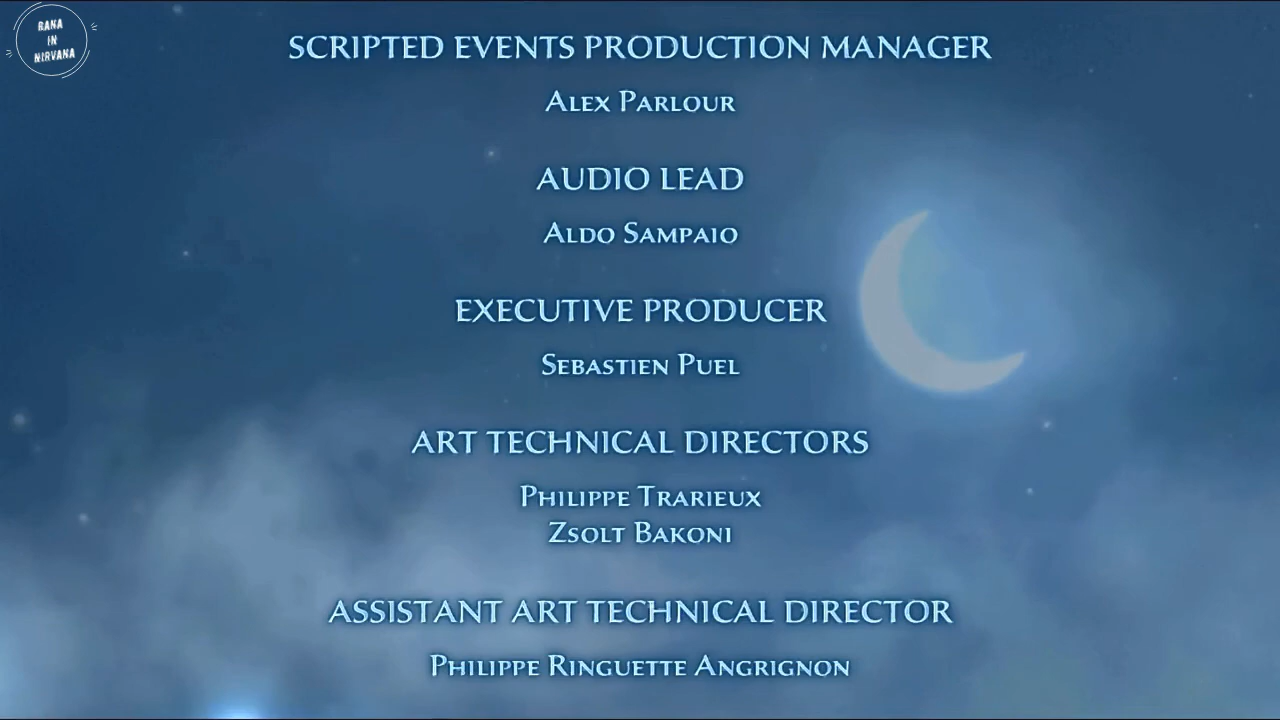 RANA
IN
NIRVANA
SCRIPTED EVENTS PRODUCTION MANAGER
ALEX PARLOUR
AUDIO LEAD
ALDO SAMPAIO
EXECUTIVE PRODUCER
SEBASTIEN PUEL
ART TECHNICAL DIRECTORS
PHILIPPE TRARIEUX
ZSOLT BAKONI
ASSISTANT ART TECHNICAL DIRECTOR
PHILIPPE RINGUETTE ANGRIGNON